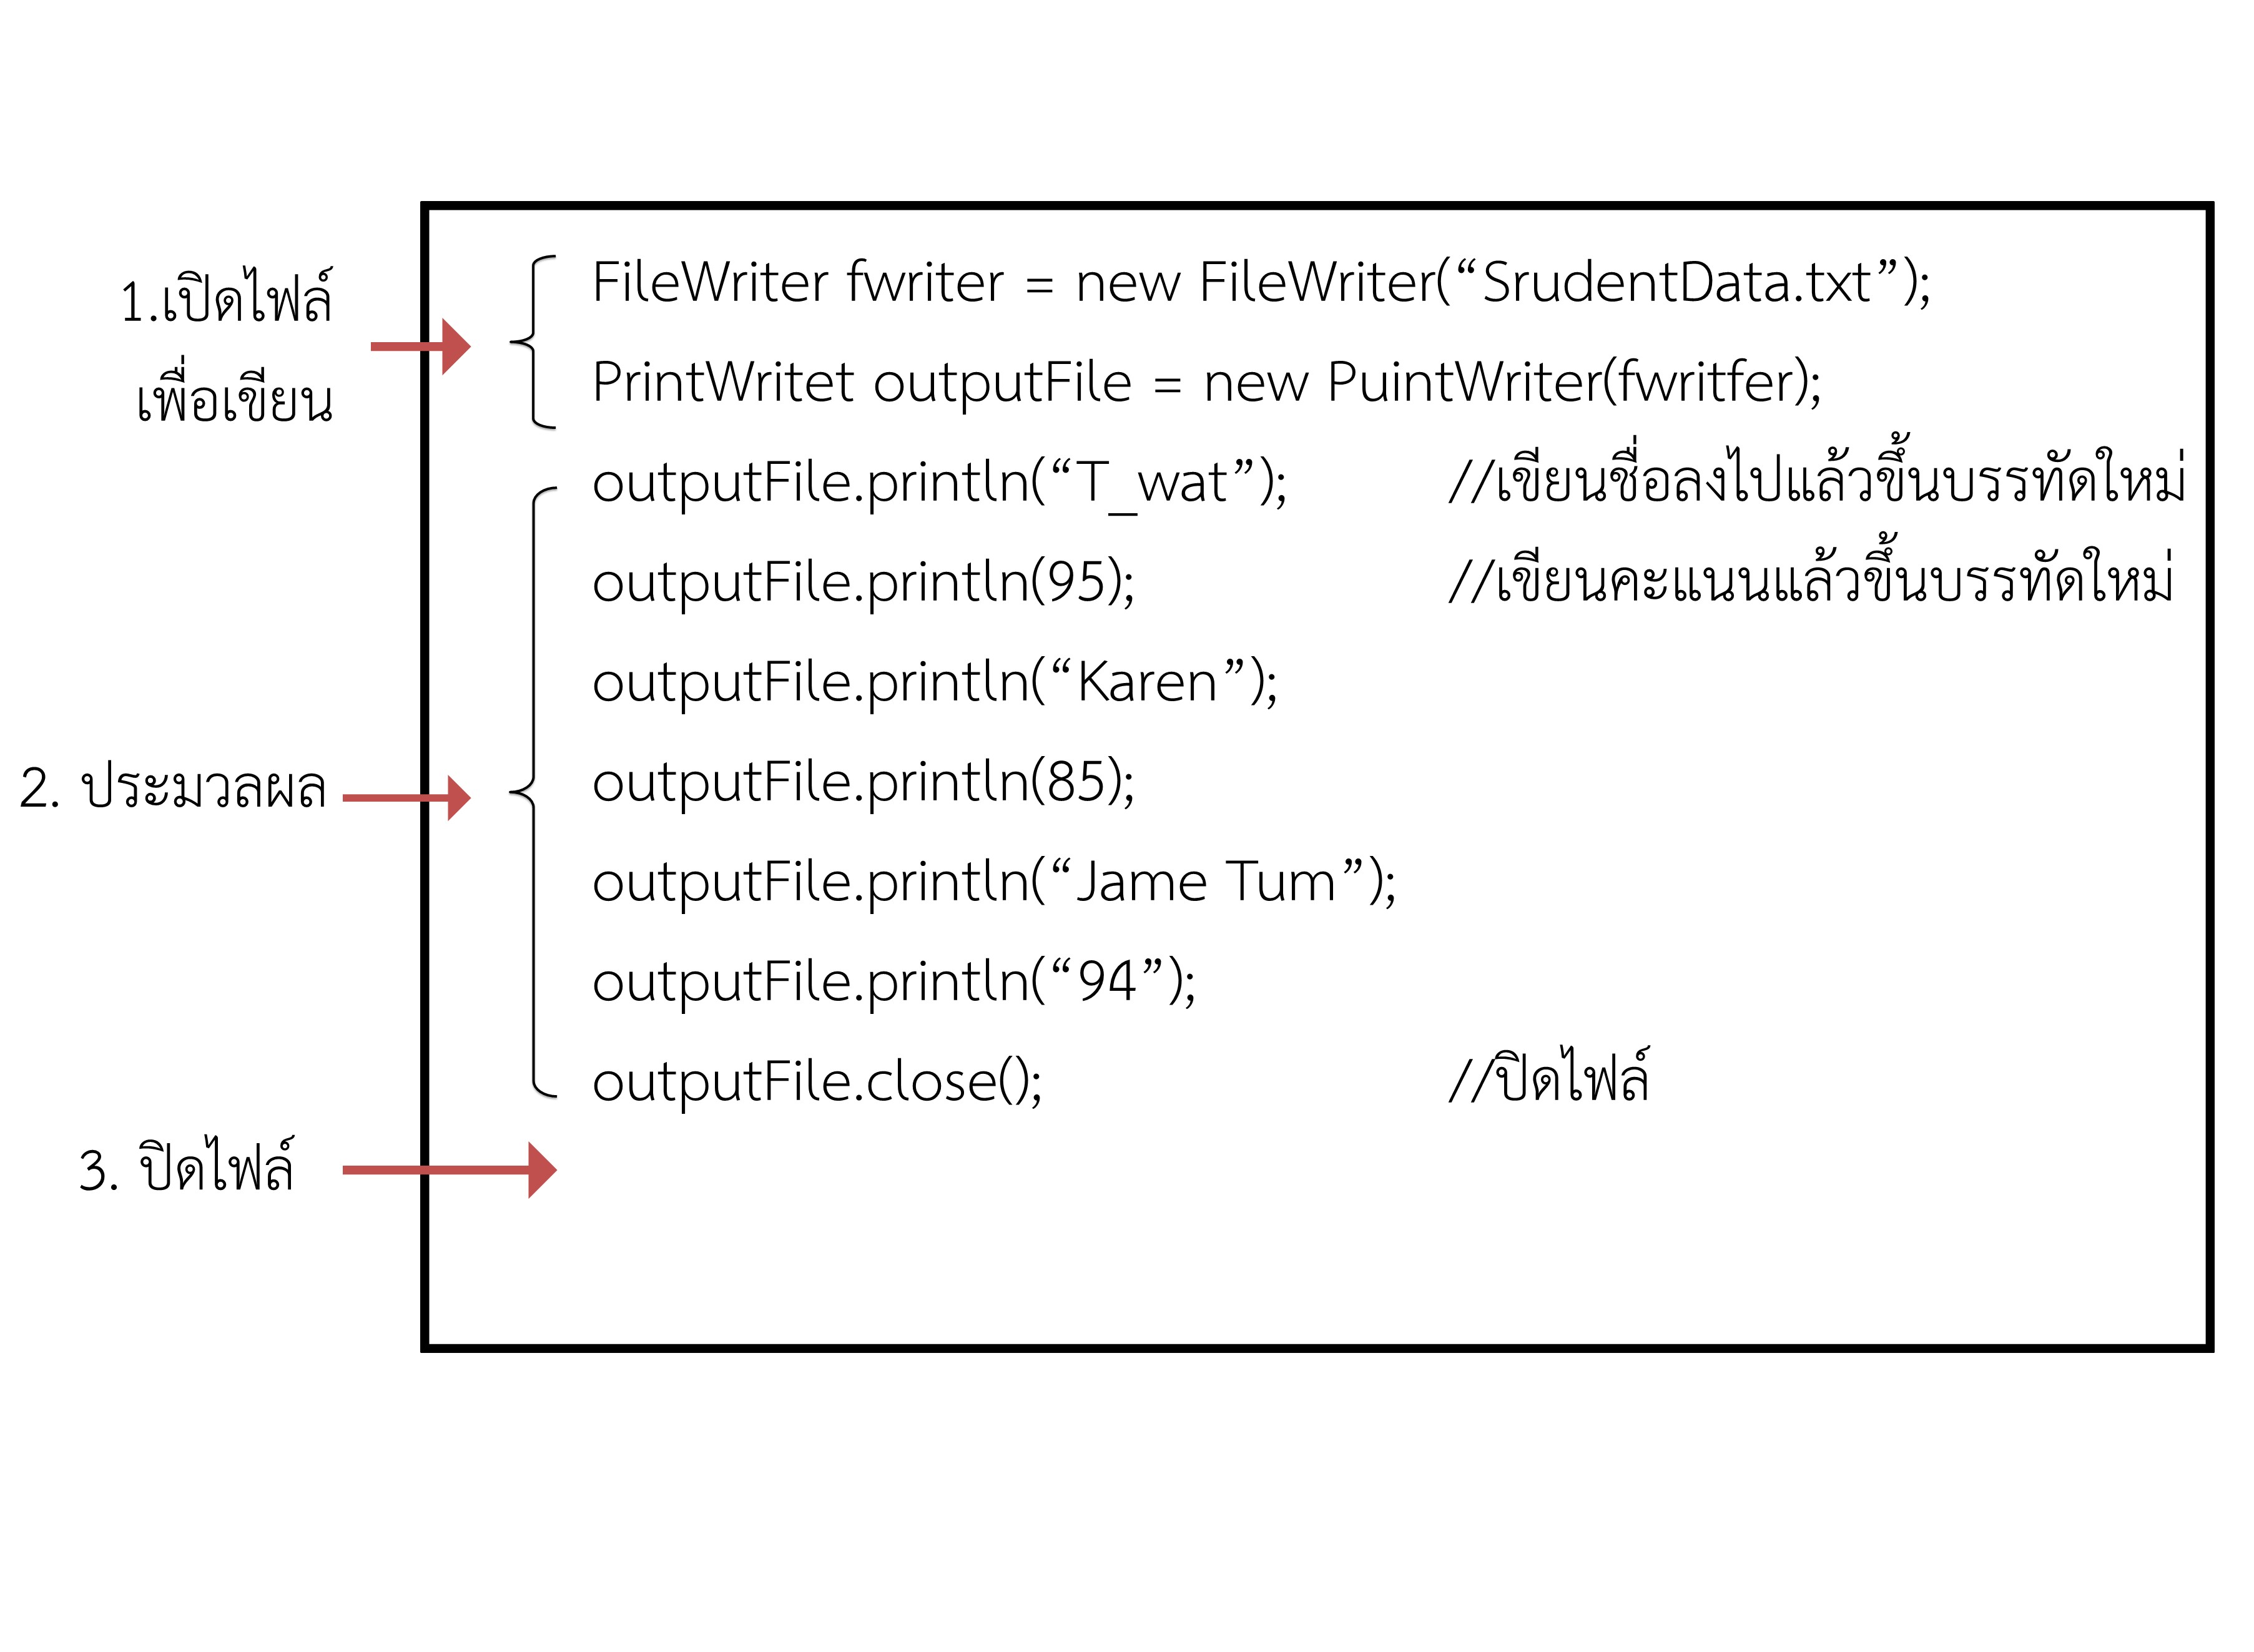 1.เปิดไฟล์
เพื่อเขียน
FileWriter fwriter = new FileWriter(“SrudentData.txt”);
PrintWritet outputFile = new PuintWriter(fwritfer);
outputFile.println(“T_wat”); //เขียนชื่อลงไปแล้วขึ้นบรรทัดใหม่
outputFile.println(95); //เขียนคะแนนแล้วขึ้นบรรทัดใหม่
outputFile.println(“Karen”);
2. ประมวลผล
outputFile.println(85);
outputFile.println(“Jame Tum”);
outputFile.println(“94”);
outputFile.close(); //ปิดไฟล์
3. ปิดไฟล์